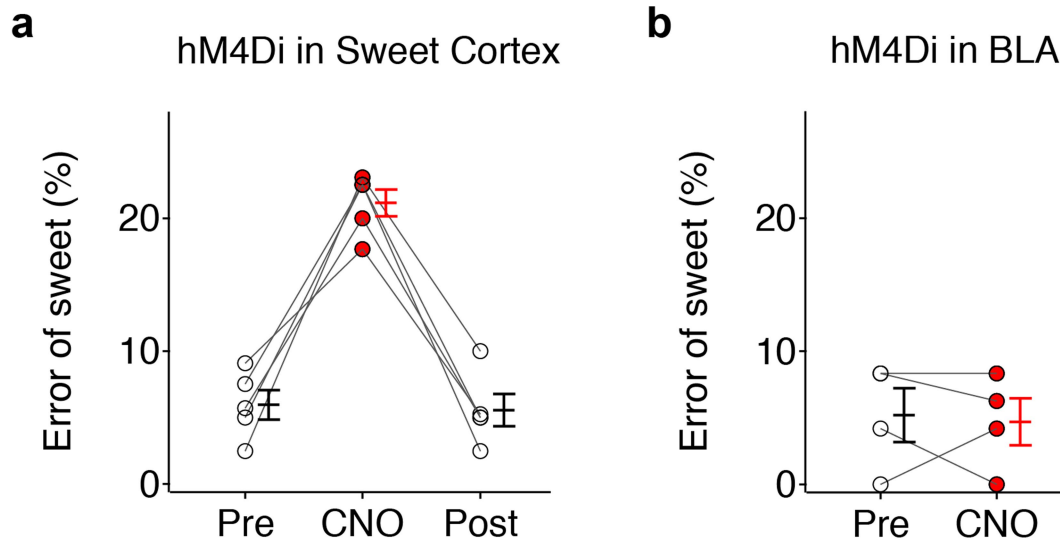 a
hM4Di in Sweet Cortex
Error of sweet (%)
20
10
0
Pre CNO Post
b
hM4Di in BLA
Error of sweet (%)
20
10
0
Pre CNO